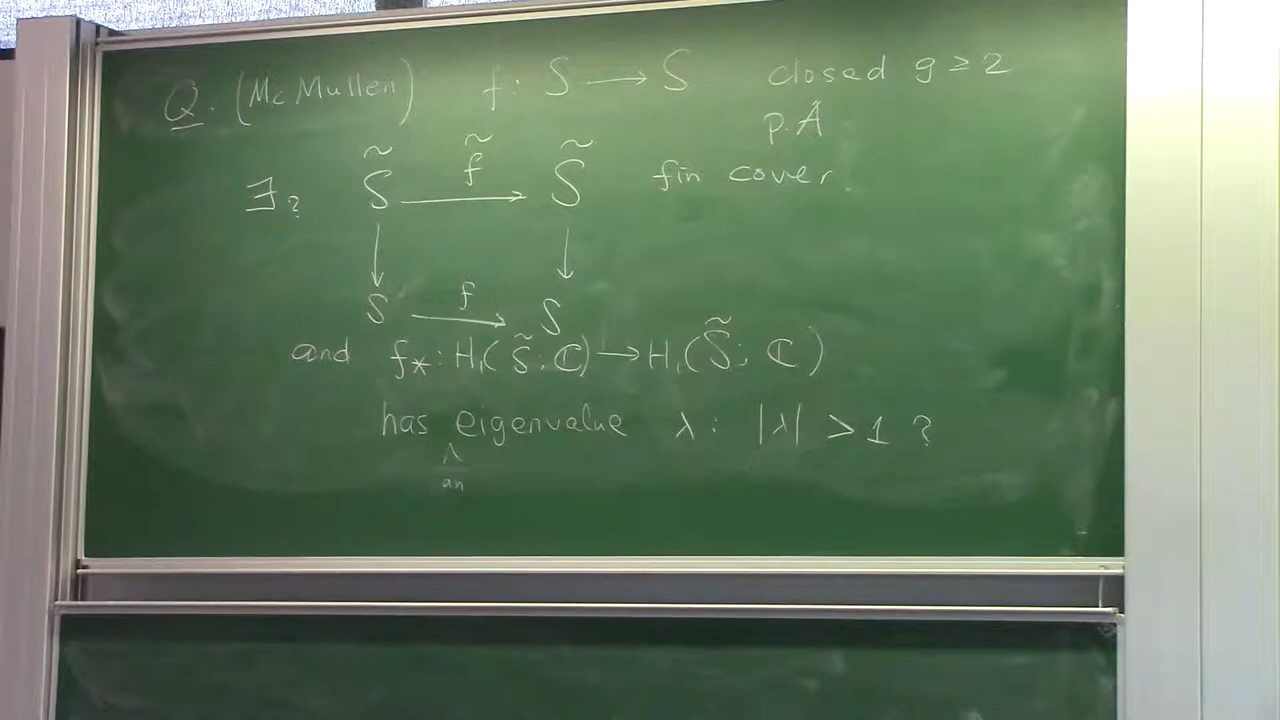 Q. (McMullen) f: S → S closed g ≥ 2
p.Å
∃? S̃ →^f̃ S̃ fin cover.
↓ ↓
S →^f S
and f∗: H₁(S̃; ℂ) → H₁(S̃; ℂ)
has eigenvalue λ: |λ| > 1 ?
^
an